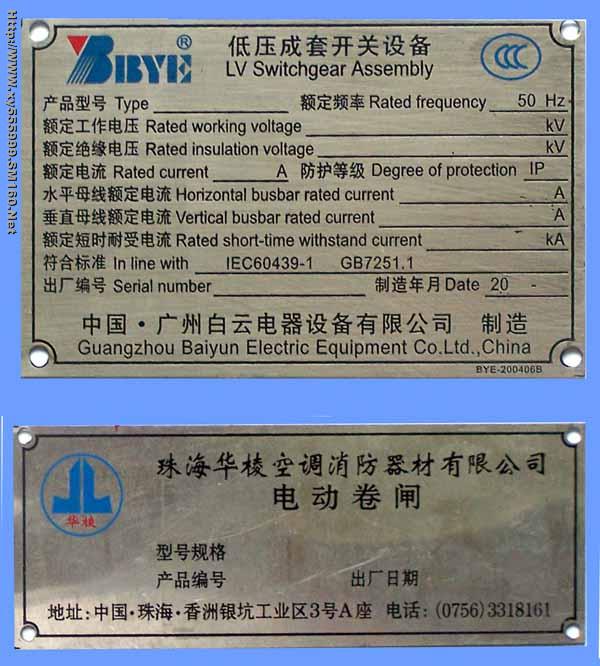 Http://WWW.xy555999.SM160.Net
BYE®
低压成套开关设备
LV Switchgear Assembly
CCC
产品型号 Type 额定频率 Rated frequency 50 Hz
额定工作电压 Rated working voltage kV
额定绝缘电压 Rated insulation voltage kV
额定电流 Rated current A 防护等级 Degree of protection IP
水平母线额定电流 Horizontal busbar rated current A
垂直母线额定电流 Vertical busbar rated current A
额定短时耐受电流 Rated short-time withstand current kA
符合标准 In line with IEC60439-1 GB7251.1
出厂编号 Serial number 制造年月 Date 20 -
中国·广州白云电器设备有限公司 制造
Guangzhou Baiyun Electric Equipment Co.Ltd.,China
BYE-200406B
华棱
珠海华棱空调消防器材有限公司
电动卷闸
型号规格
产品编号 出厂日期
地址:中国·珠海·香洲银坑工业区3号A座 电话:(0756)3318161